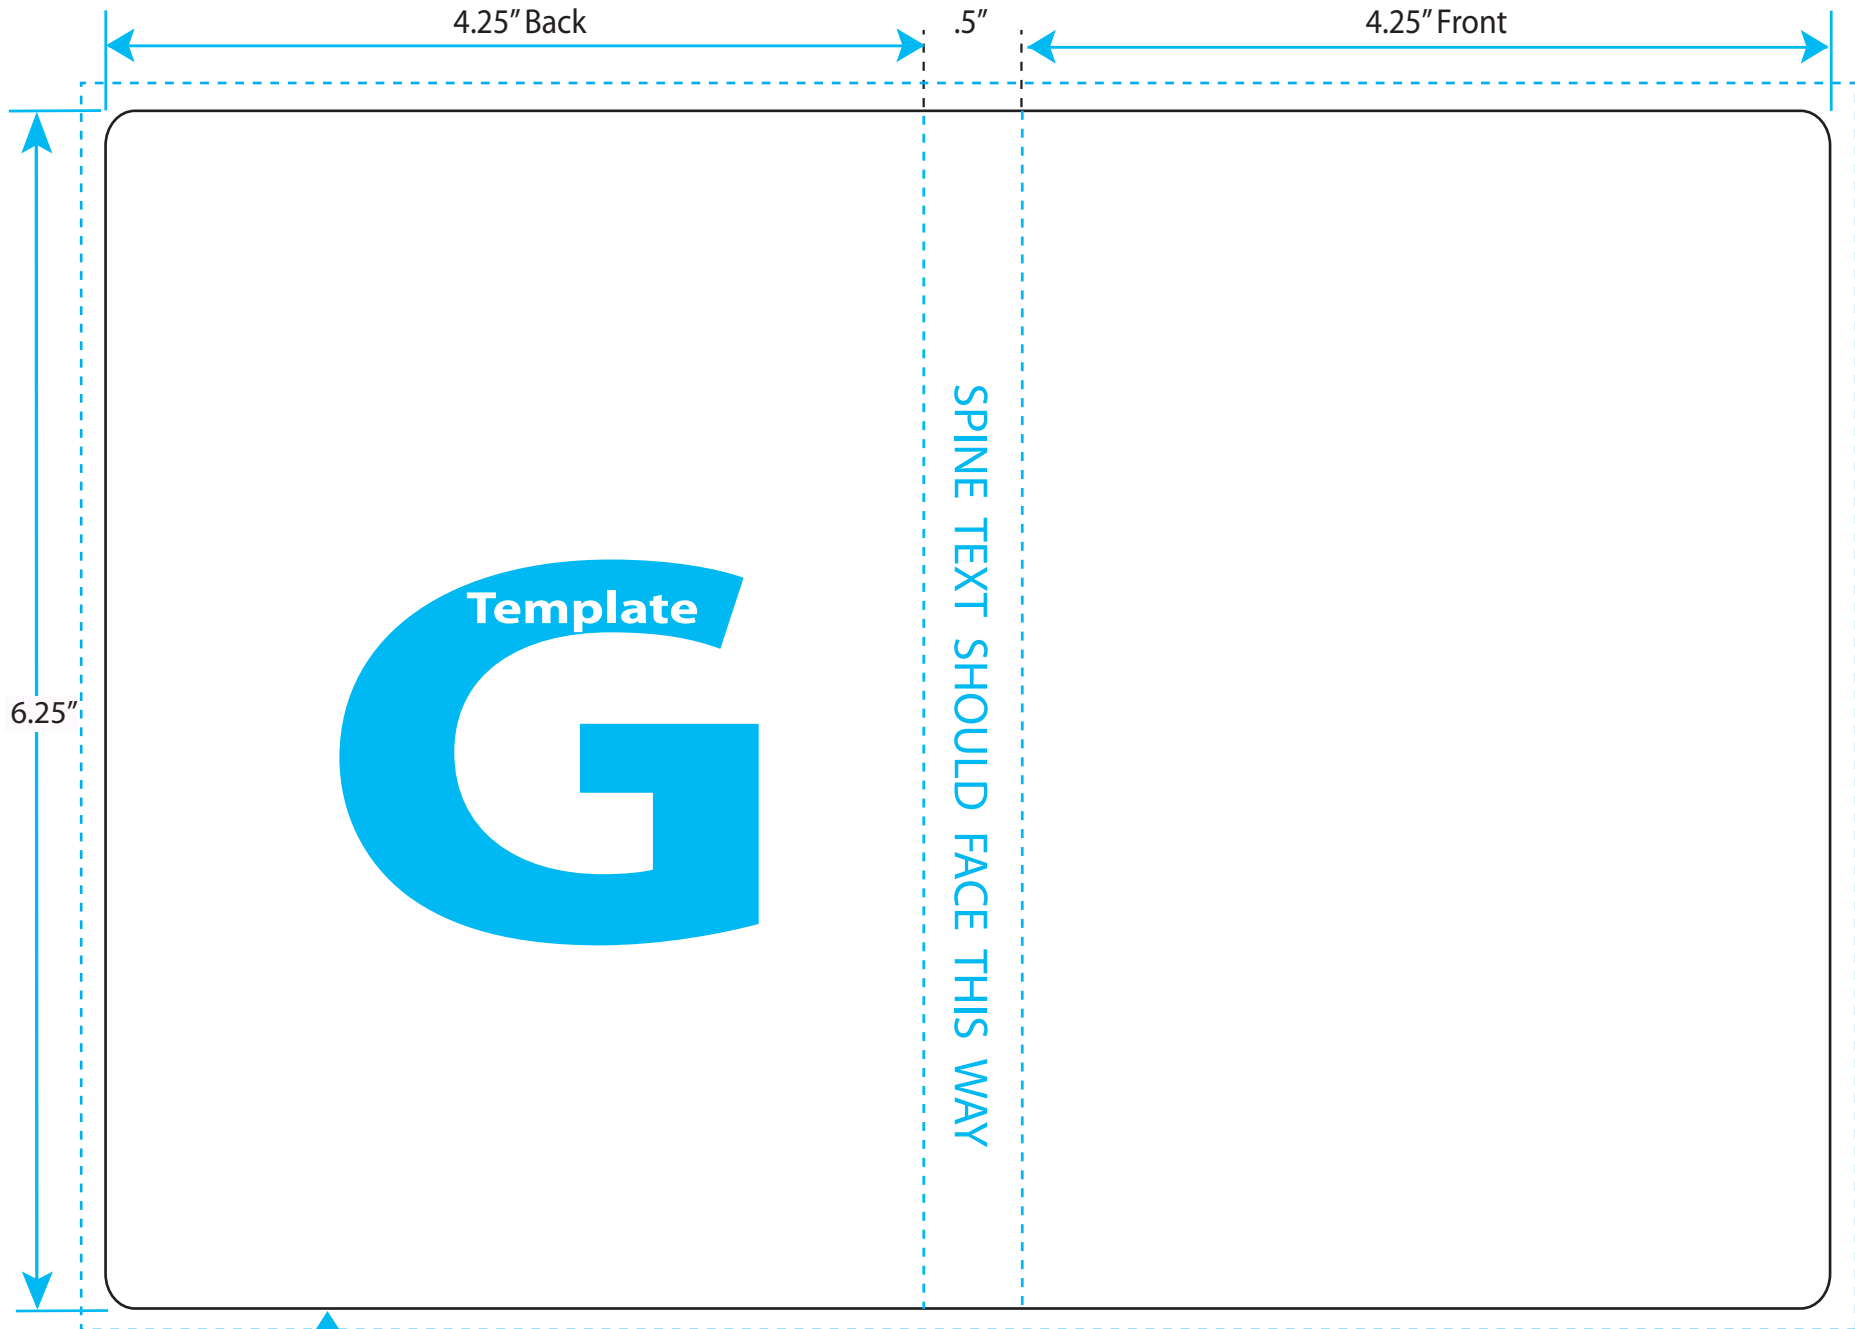 4.25” Back
.5”
4.25” Front
6.25”
Template
G
SPINE TEXT SHOULD FACE THIS WAY